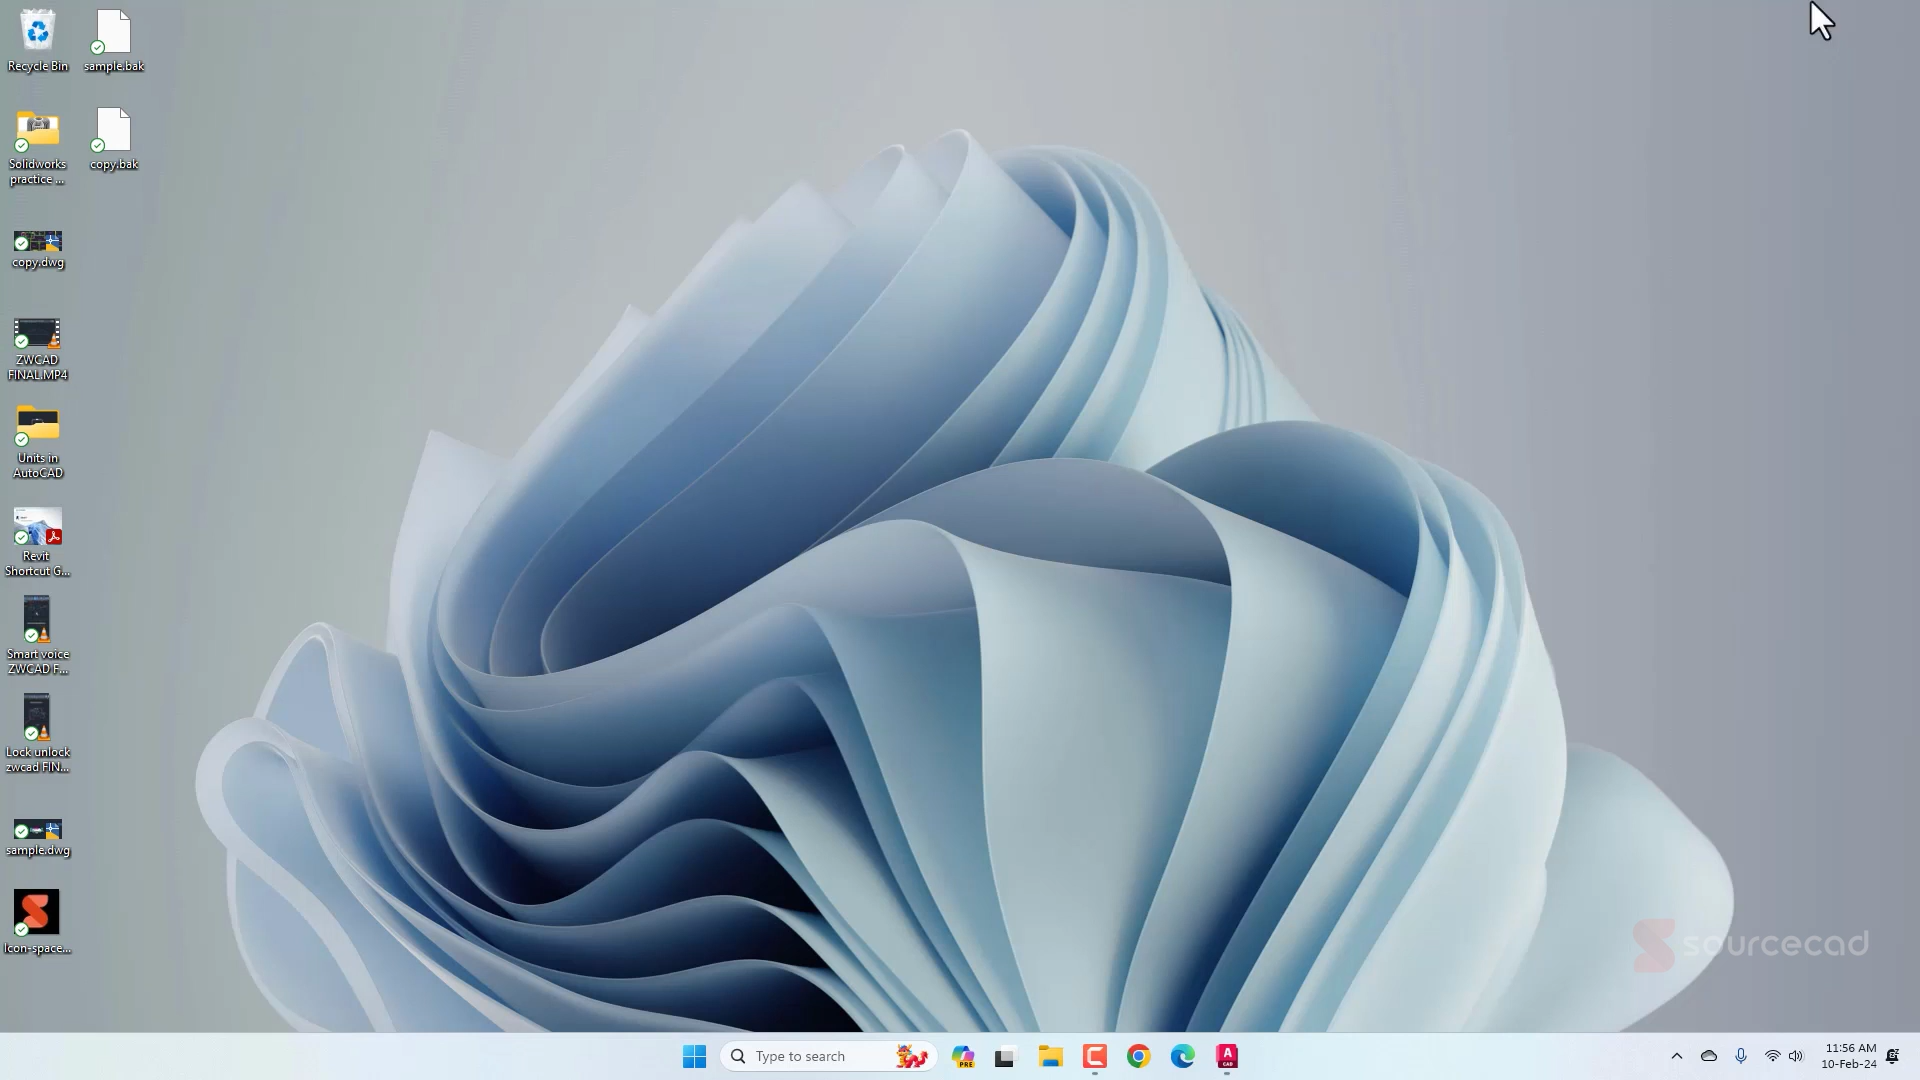 Recycle Bin
sample.bak
Solidworks
practice ...
copy.bak
copy.dwg
ZWCAD
FINAL.MP4
Units in
AutoCAD
Revit
Shortcut G...
Smart voice
ZWCAD F...
Lock unlock
zwcad FIN...
sample.dwg
Icon-space...
sourcecad
Type to search
PRE
A
CAD
11:56 AM
10-Feb-24